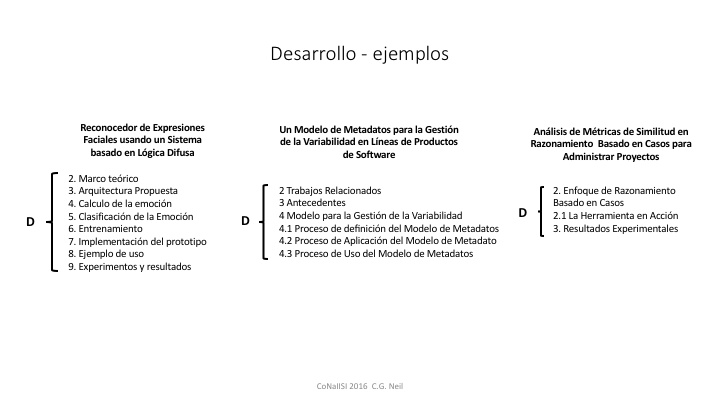 Desarrollo - ejemplos
Reconocedor de Expresiones
Faciales usando un Sistema
basado en Lógica Difusa
D
2. Marco teórico
3. Arquitectura Propuesta
4. Calculo de la emoción
5. Clasificación de la Emoción
6. Entrenamiento
7. Implementación del prototipo
8. Ejemplo de uso
9. Experimentos y resultados
Un Modelo de Metadatos para la Gestión
de la Variabilidad en Líneas de Productos
de Software
D
2 Trabajos Relacionados
3 Antecedentes
4 Modelo para la Gestión de la Variabilidad
4.1 Proceso de definición del Modelo de Metadatos
4.2 Proceso de Aplicación del Modelo de Metadato
4.3 Proceso de Uso del Modelo de Metadatos
Análisis de Métricas de Similitud en
Razonamiento Basado en Casos para
Administrar Proyectos
D
2. Enfoque de Razonamiento
Basado en Casos
2.1 La Herramienta en Acción
3. Resultados Experimentales
CoNaIISI 2016 C.G. Neil